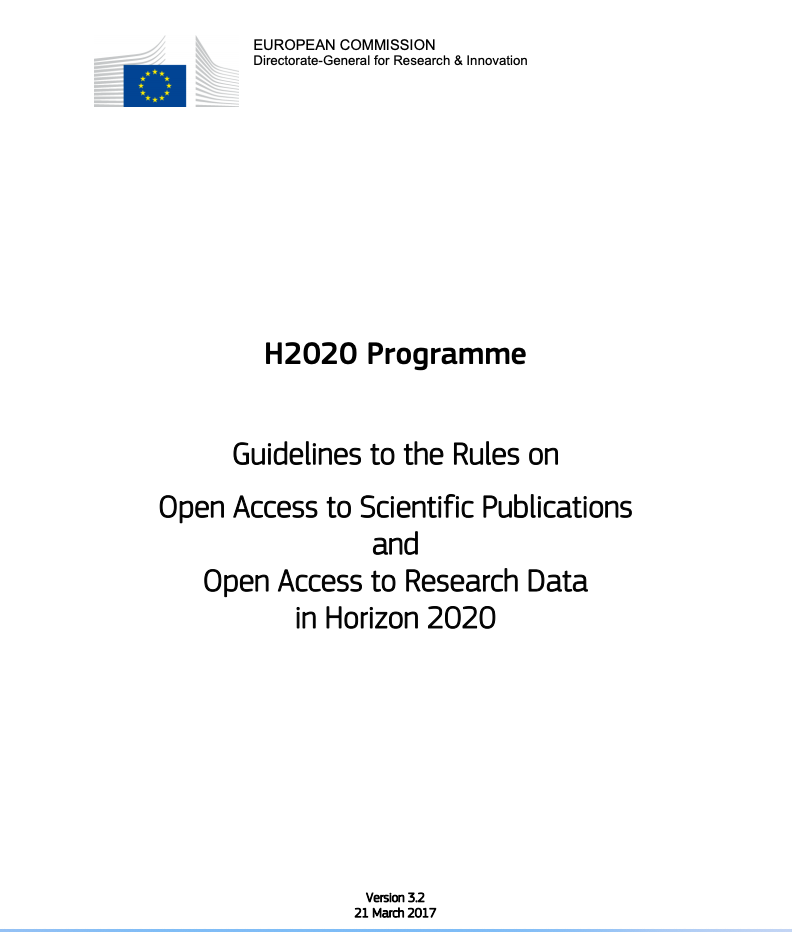 EUROPEAN COMMISSION
Directorate-General for Research & Innovation
H2020 Programme
Guidelines to the Rules on
Open Access to Scientific Publications
and
Open Access to Research Data
in Horizon 2020
Version 3.2
21 March 2017